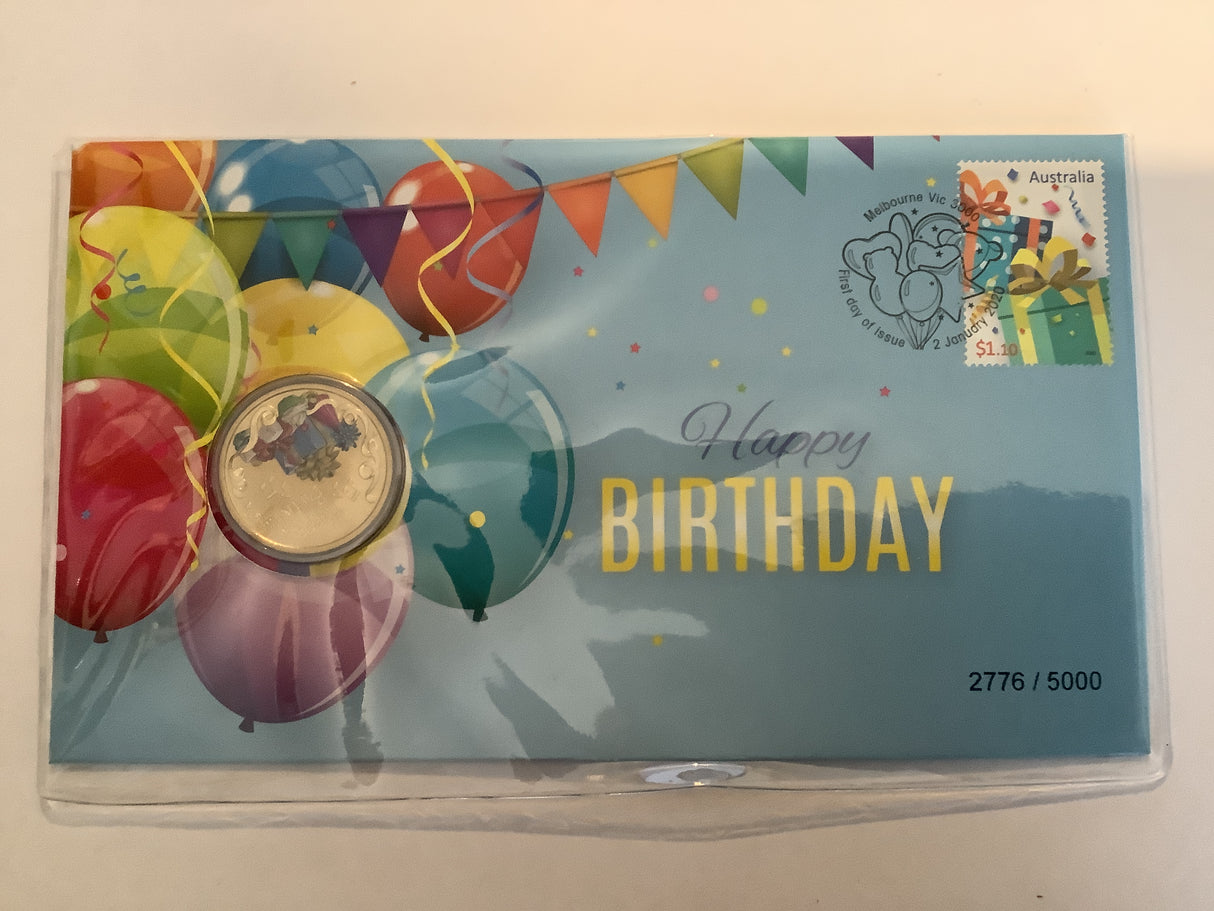 Australia
Melbourne Vic 3000
First day of issue
2 January 2020
$1.10
Happy
BIRTHDAY
2776 / 5000